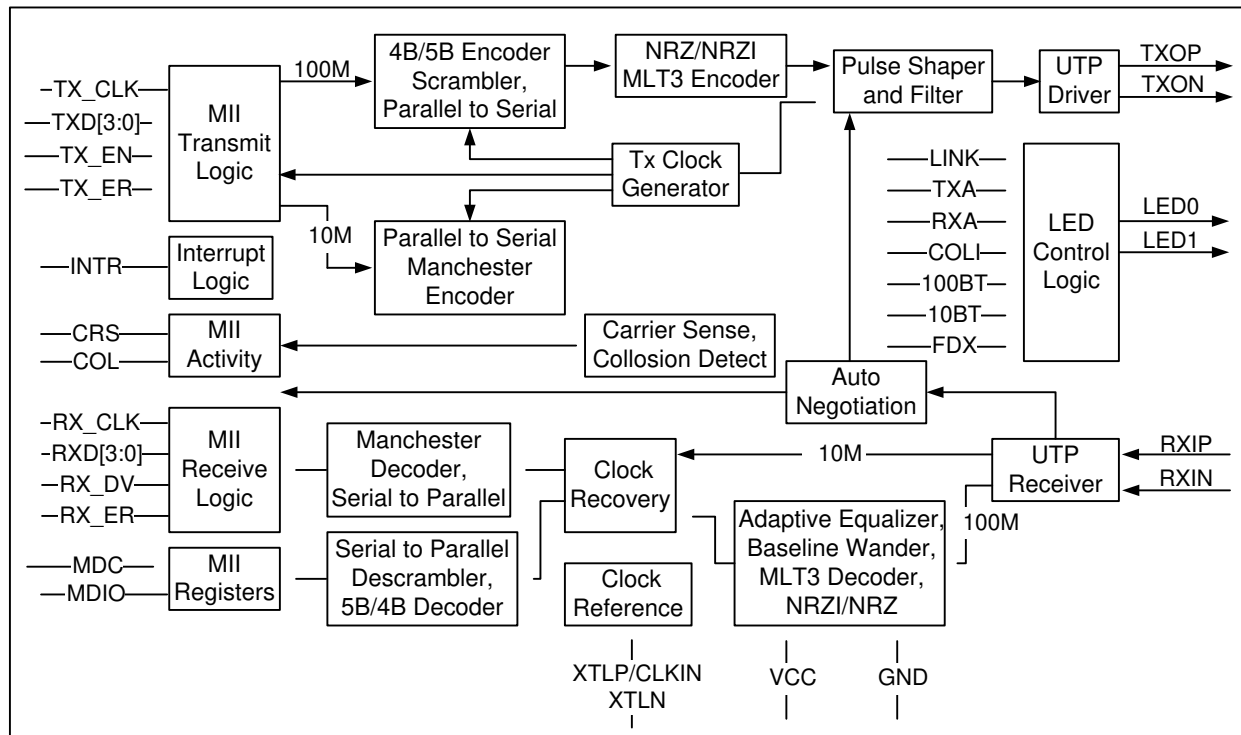 TX_CLK
TXD[3:0]
TX_EN
TX_ER
MII
Transmit
Logic
100M
10M
4B/5B Encoder
Scrambler,
Parallel to Serial
NRZ/NRZI
MLT3 Encoder
Pulse Shaper
and Filter
UTP
Driver
TXOP
TXON
Tx Clock
Generator
Parallel to Serial
Manchester
Encoder
LINK
TXA
RXA
COLI
100BT
10BT
FDX
LED
Control
Logic
LED0
LED1
INTR
Interrupt
Logic
CRS
COL
MII
Activity
Carrier Sense,
Collosion Detect
Auto
Negotiation
RX_CLK
RXD[3:0]
RX_DV
RX_ER
MII
Receive
Logic
Manchester
Decoder,
Serial to Parallel
Clock
Recovery
10M
UTP
Receiver
RXIP
RXIN
100M
MDC
MDIO
MII
Registers
Serial to Parallel
Descrambler,
5B/4B Decoder
Clock
Reference
Adaptive Equalizer,
Baseline Wander,
MLT3 Decoder,
NRZI/NRZ
XTLP/CLKIN
XTLN
VCC
GND